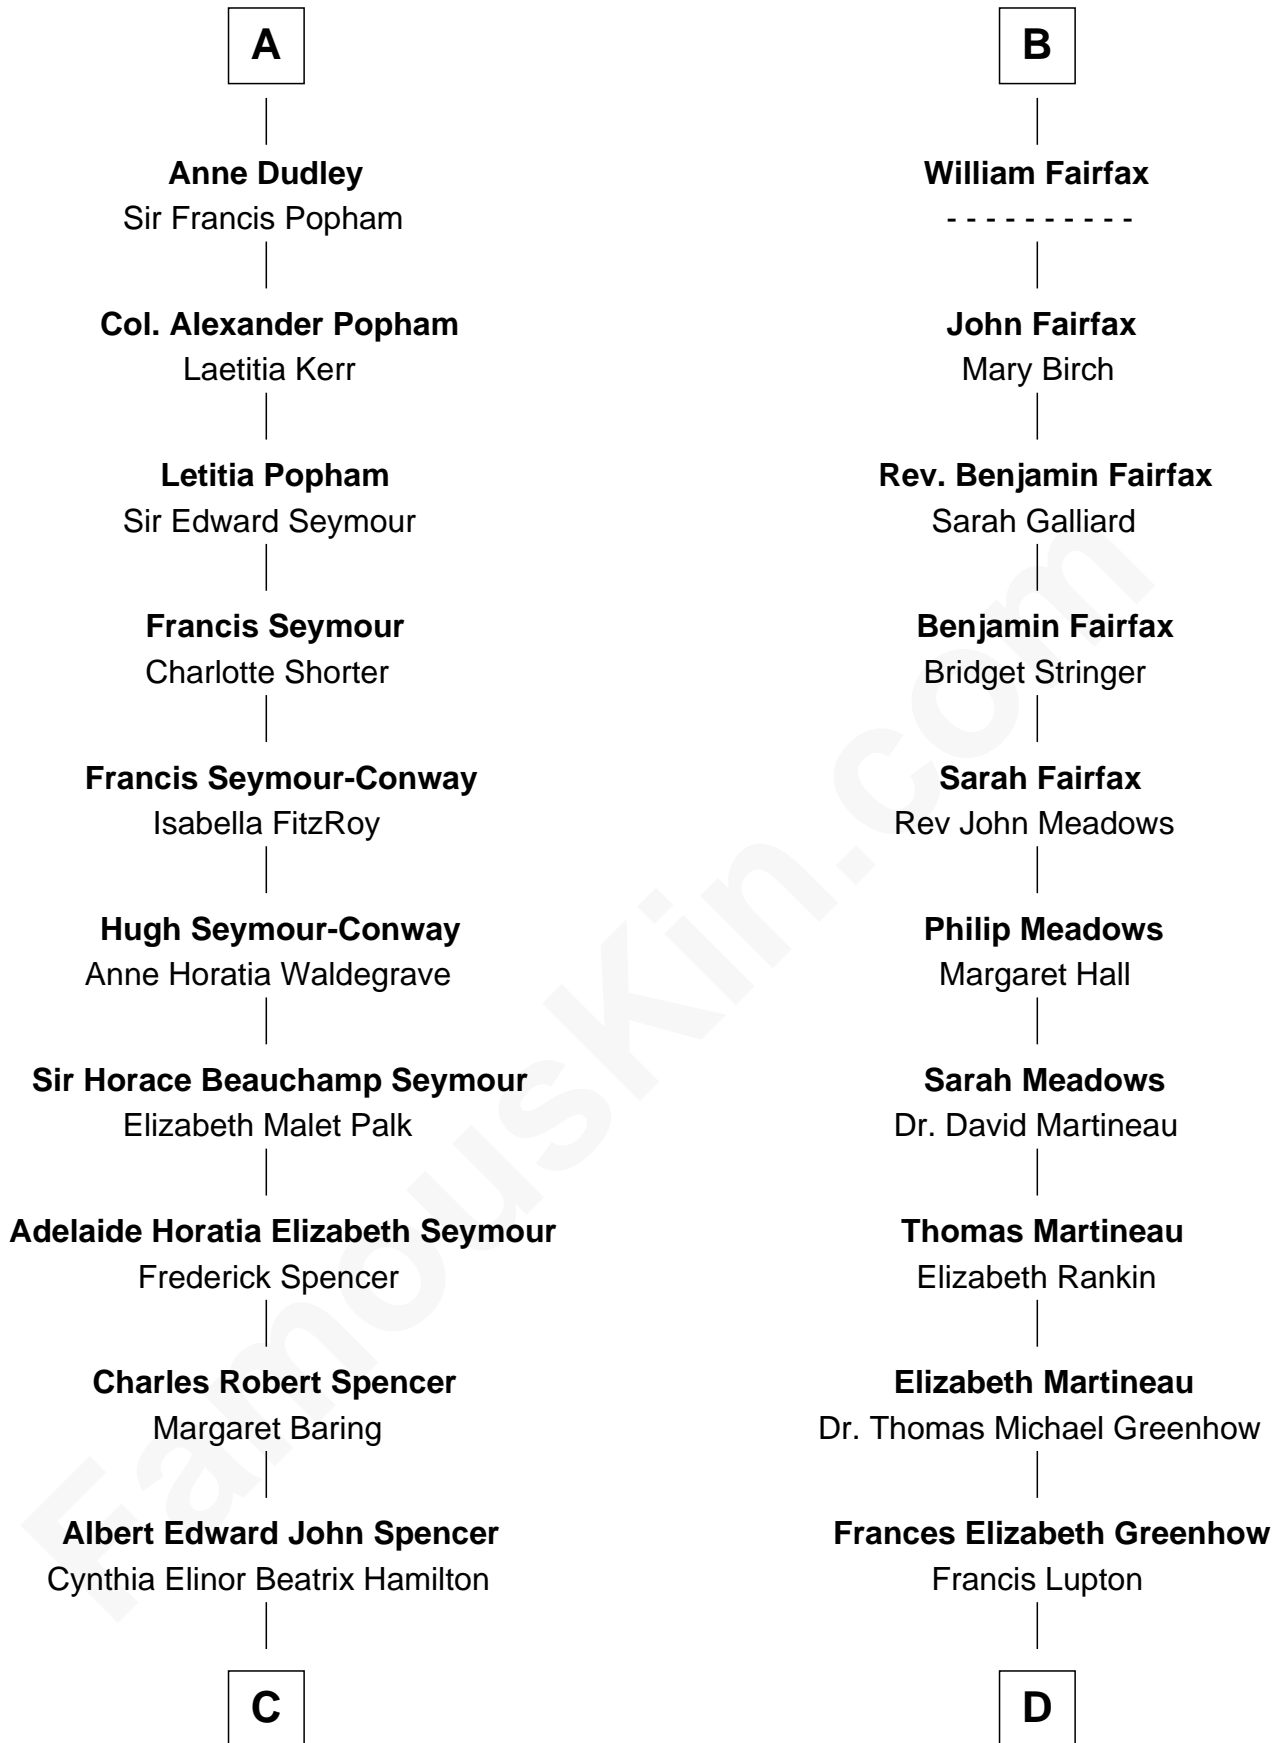 A
Anne Dudley
Sir Francis Popham
Col. Alexander Popham
Laetitia Kerr
Letitia Popham
Sir Edward Seymour
Francis Seymour
Charlotte Shorter
Francis Seymour-Conway
Isabella FitzRoy
Hugh Seymour-Conway
Anne Horatia Waldegrave
Sir Horace Beauchamp Seymour
Elizabeth Malet Palk
Adelaide Horatia Elizabeth Seymour
Frederick Spencer
Charles Robert Spencer
Margaret Baring
Albert Edward John Spencer
Cynthia Elinor Beatrix Hamilton
C
B
William Fairfax
- - - - - - - - - -
John Fairfax
Mary Birch
Rev. Benjamin Fairfax
Sarah Galliard
Benjamin Fairfax
Bridget Stringer
Sarah Fairfax
Rev John Meadows
Philip Meadows
Margaret Hall
Sarah Meadows
Dr. David Martineau
Thomas Martineau
Elizabeth Rankin
Elizabeth Martineau
Dr. Thomas Michael Greenhow
Frances Elizabeth Greenhow
Francis Lupton
D
FamousKin.com